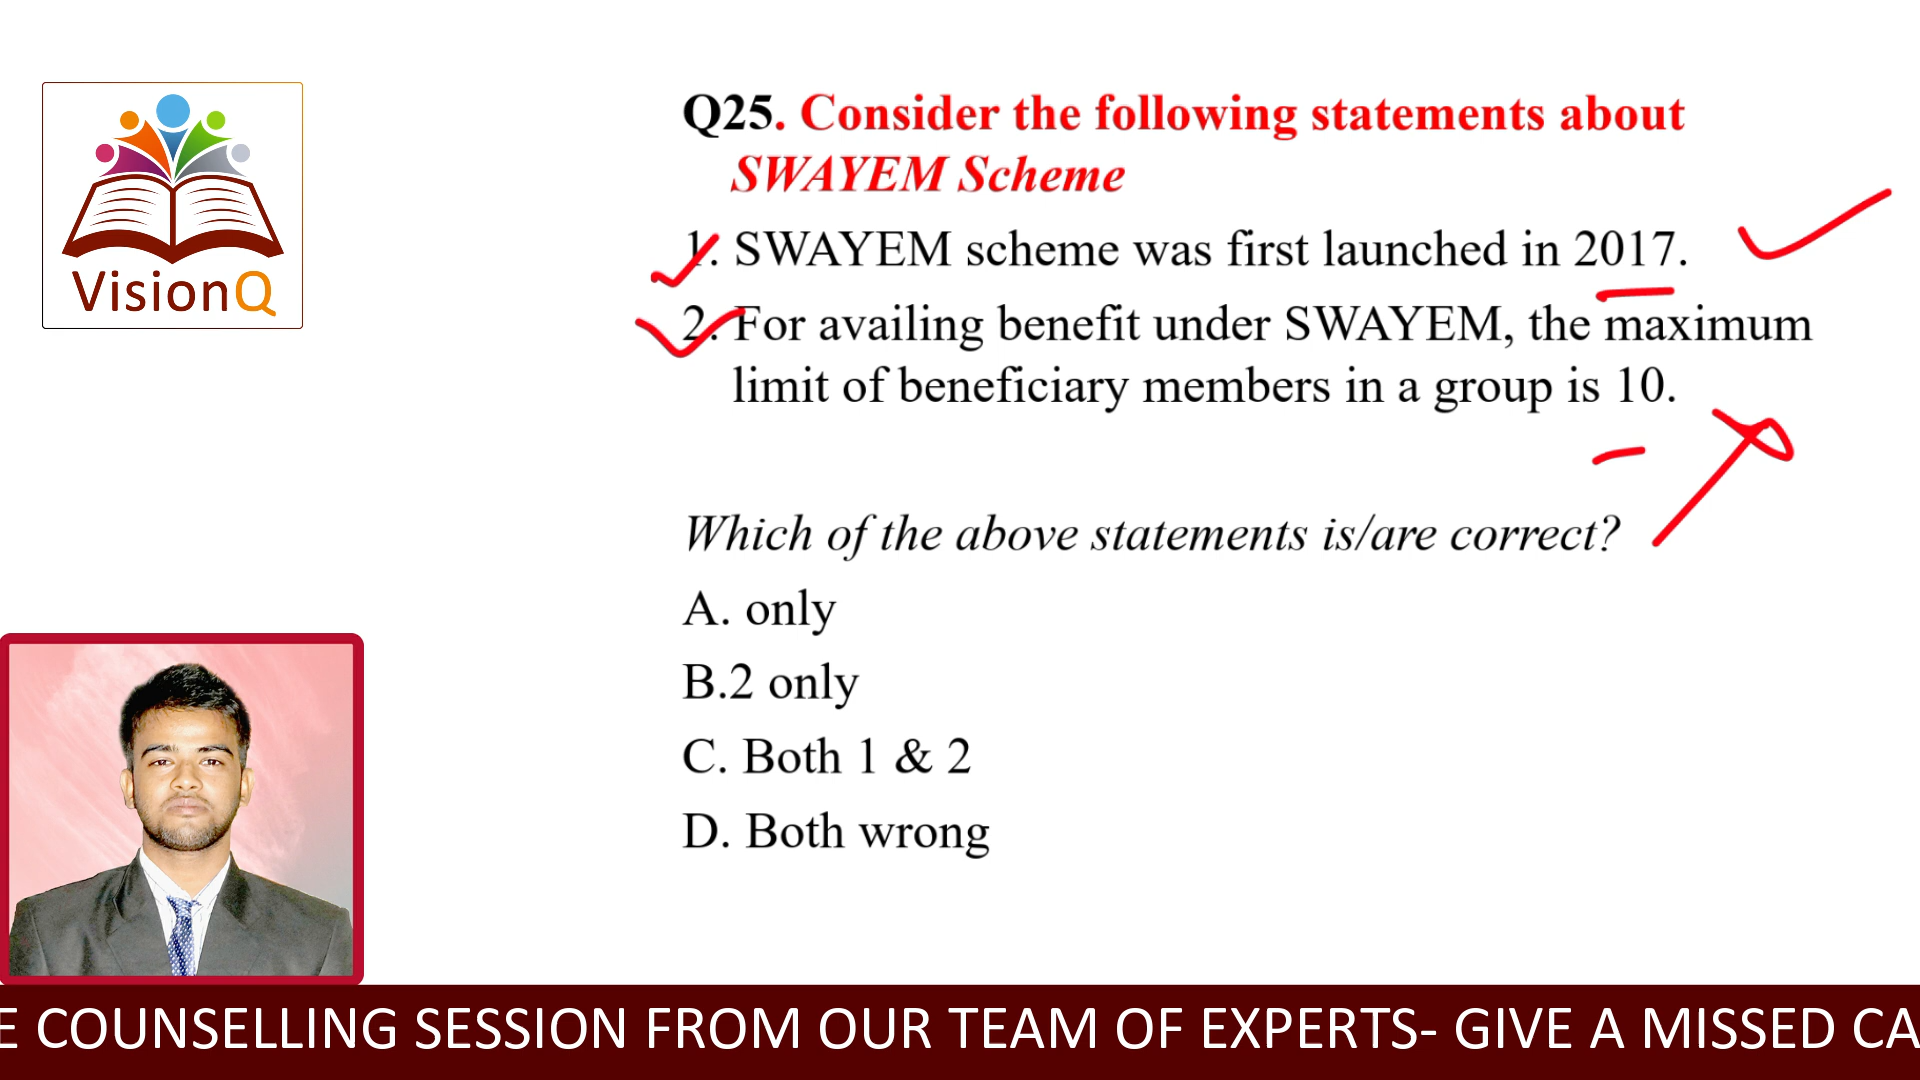 VisionQ
Q25. Consider the following statements about
SWAYEM Scheme
1. SWAYEM scheme was first launched in 2017.
2. For availing benefit under SWAYEM, the maximum
limit of beneficiary members in a group is 10.
Which of the above statements is/are correct?
A. only
B.2 only
C. Both 1 & 2
D. Both wrong
E COUNSELLING SESSION FROM OUR TEAM OF EXPERTS- GIVE A MISSED CA